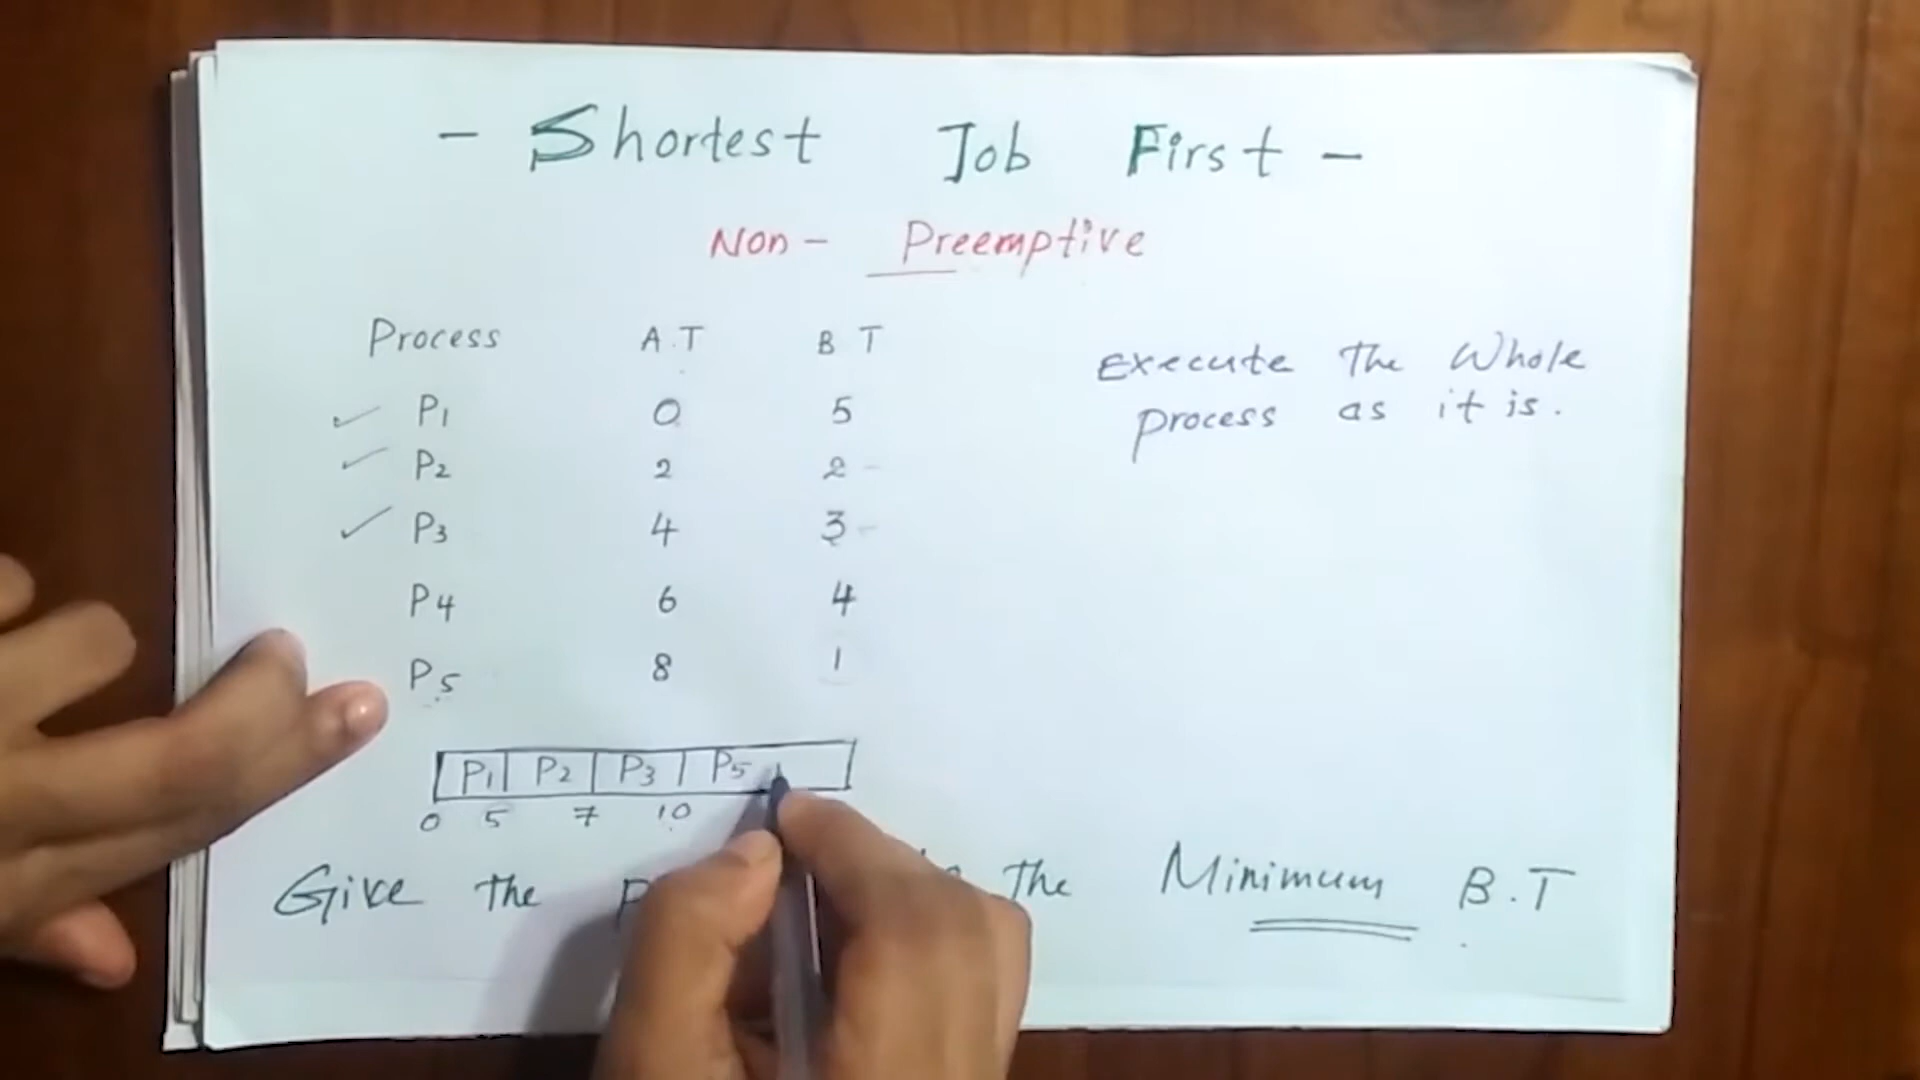 - Shortest Job First -
Non - Preemptive
Process A.T B T
P1 0 5
P2 2 2
P3 4 3
P4 6 4
P5 8 1
Execute The Whole
process as it is.
P1 P2 P3 P5
0 5 7 10
Give the the Minimum B.T